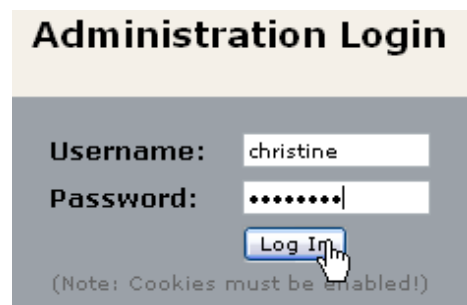 Administration Login
Username: christine
Password: ••••••••
Log In
(Note: Cookies must be enabled!)